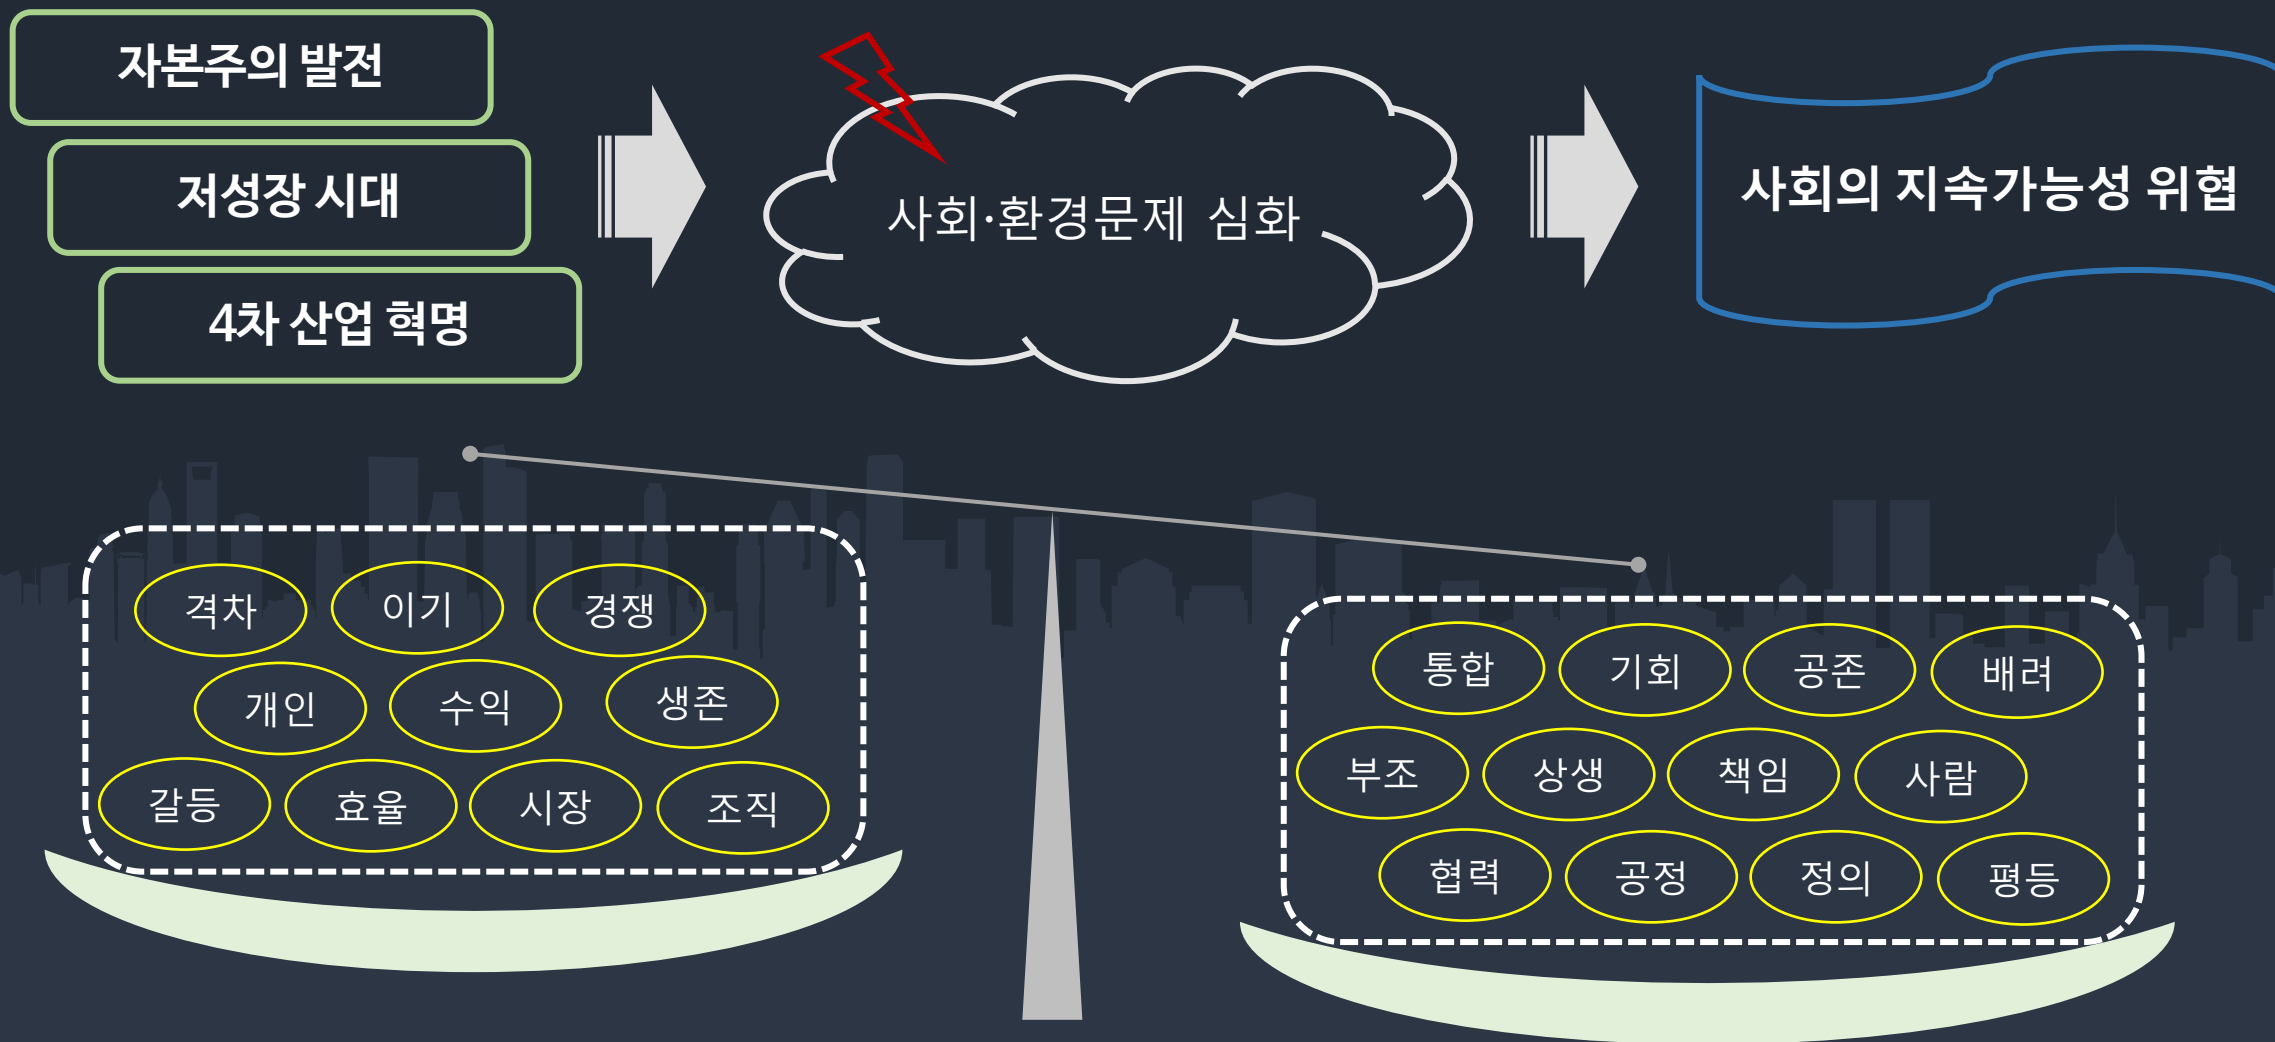 자본주의 발전
저성장 시대
4차 산업 혁명
사회·환경문제 심화
사회의 지속가능성 위협
격차 이기 경쟁
개인 수익 생존
갈등 효율 시장 조직
통합 기회 공존 배려
부조 상생 책임 사람
협력 공정 정의 평등